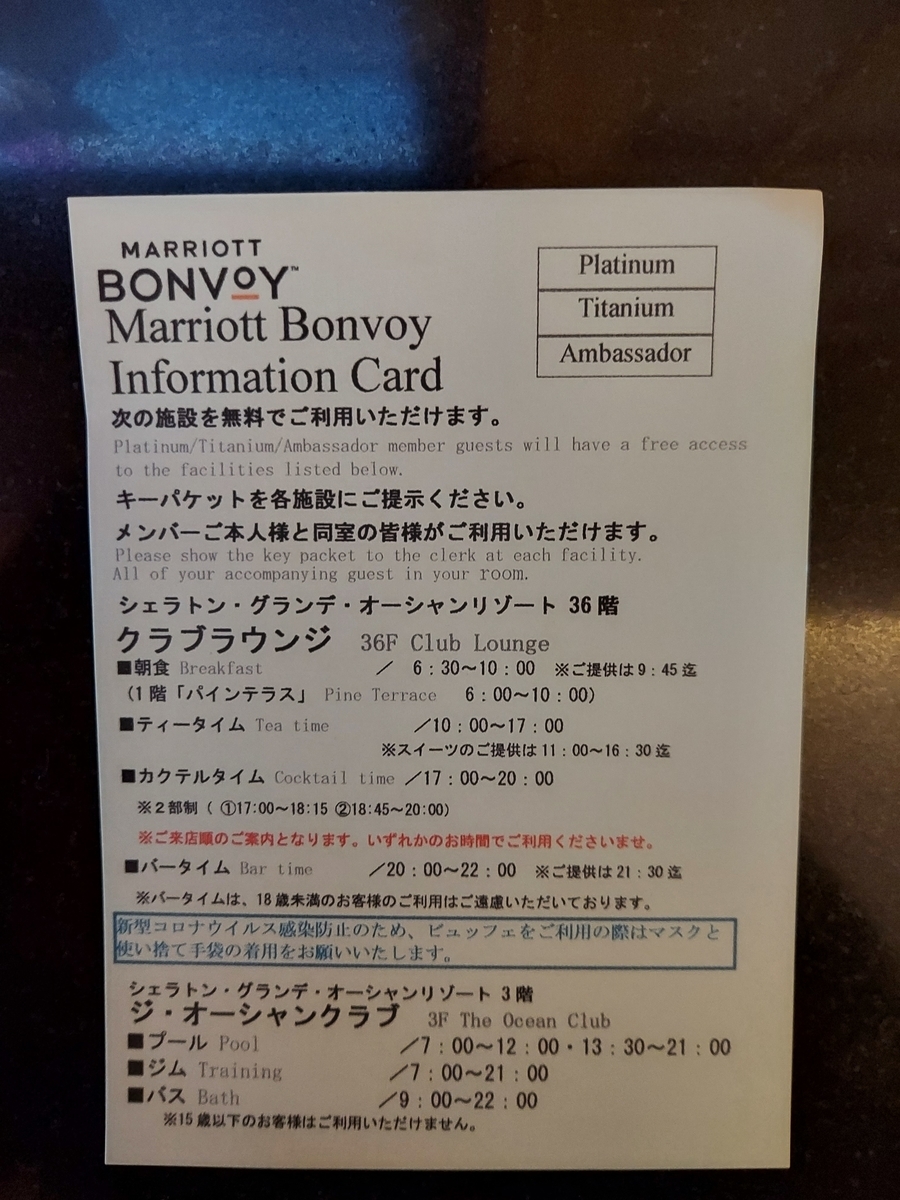 MARRIOTT
BONVOY™
Marriott Bonvoy
Information Card
Platinum
Titanium
Ambassador
次の施設を無料でご利用いただけます。
Platinum/Titanium/Ambassador member guests will have a free access
to the facilities listed below.
キーパケットを各施設にご提示ください。
メンバーご本人様と同室の皆様がご利用いただけます。
Please show the key packet to the clerk at each facility.
All of your accompanying guest in your room.
シェラトン・グランデ・オーシャンリゾート 36階
クラブラウンジ 36F Club Lounge
■朝食 Breakfast ／ 6：30～10：00 ※ご提供は9：45迄
（1階「パインテラス」 Pine Terrace 6：00～10：00）
■ティータイム Tea time ／10：00～17：00
※スイーツのご提供は11：00～16：30迄
■カクテルタイム Cocktail time ／17：00～20：00
※２部制（ ①17:00～18:15 ②18:45～20:00）
※ご来店順のご案内となります。いずれかのお時間でご利用くださいませ。
■バータイム Bar time ／20：00～22：00 ※ご提供は21：30迄
※バータイムは、18歳未満のお客様のご利用はご遠慮いただいております。
新型コロナウイルス感染防止のため、ビュッフェをご利用の際はマスクと
使い捨て手袋の着用をお願いいたします。
シェラトン・グランデ・オーシャンリゾート 3階
ジ・オーシャンクラブ 3F The Ocean Club
■プール Pool ／7：00～12：00・13：30～21：00
■ジム Training ／7：00～21：00
■バス Bath ／9：00～22：00
※15歳以下のお客様はご利用いただけません。